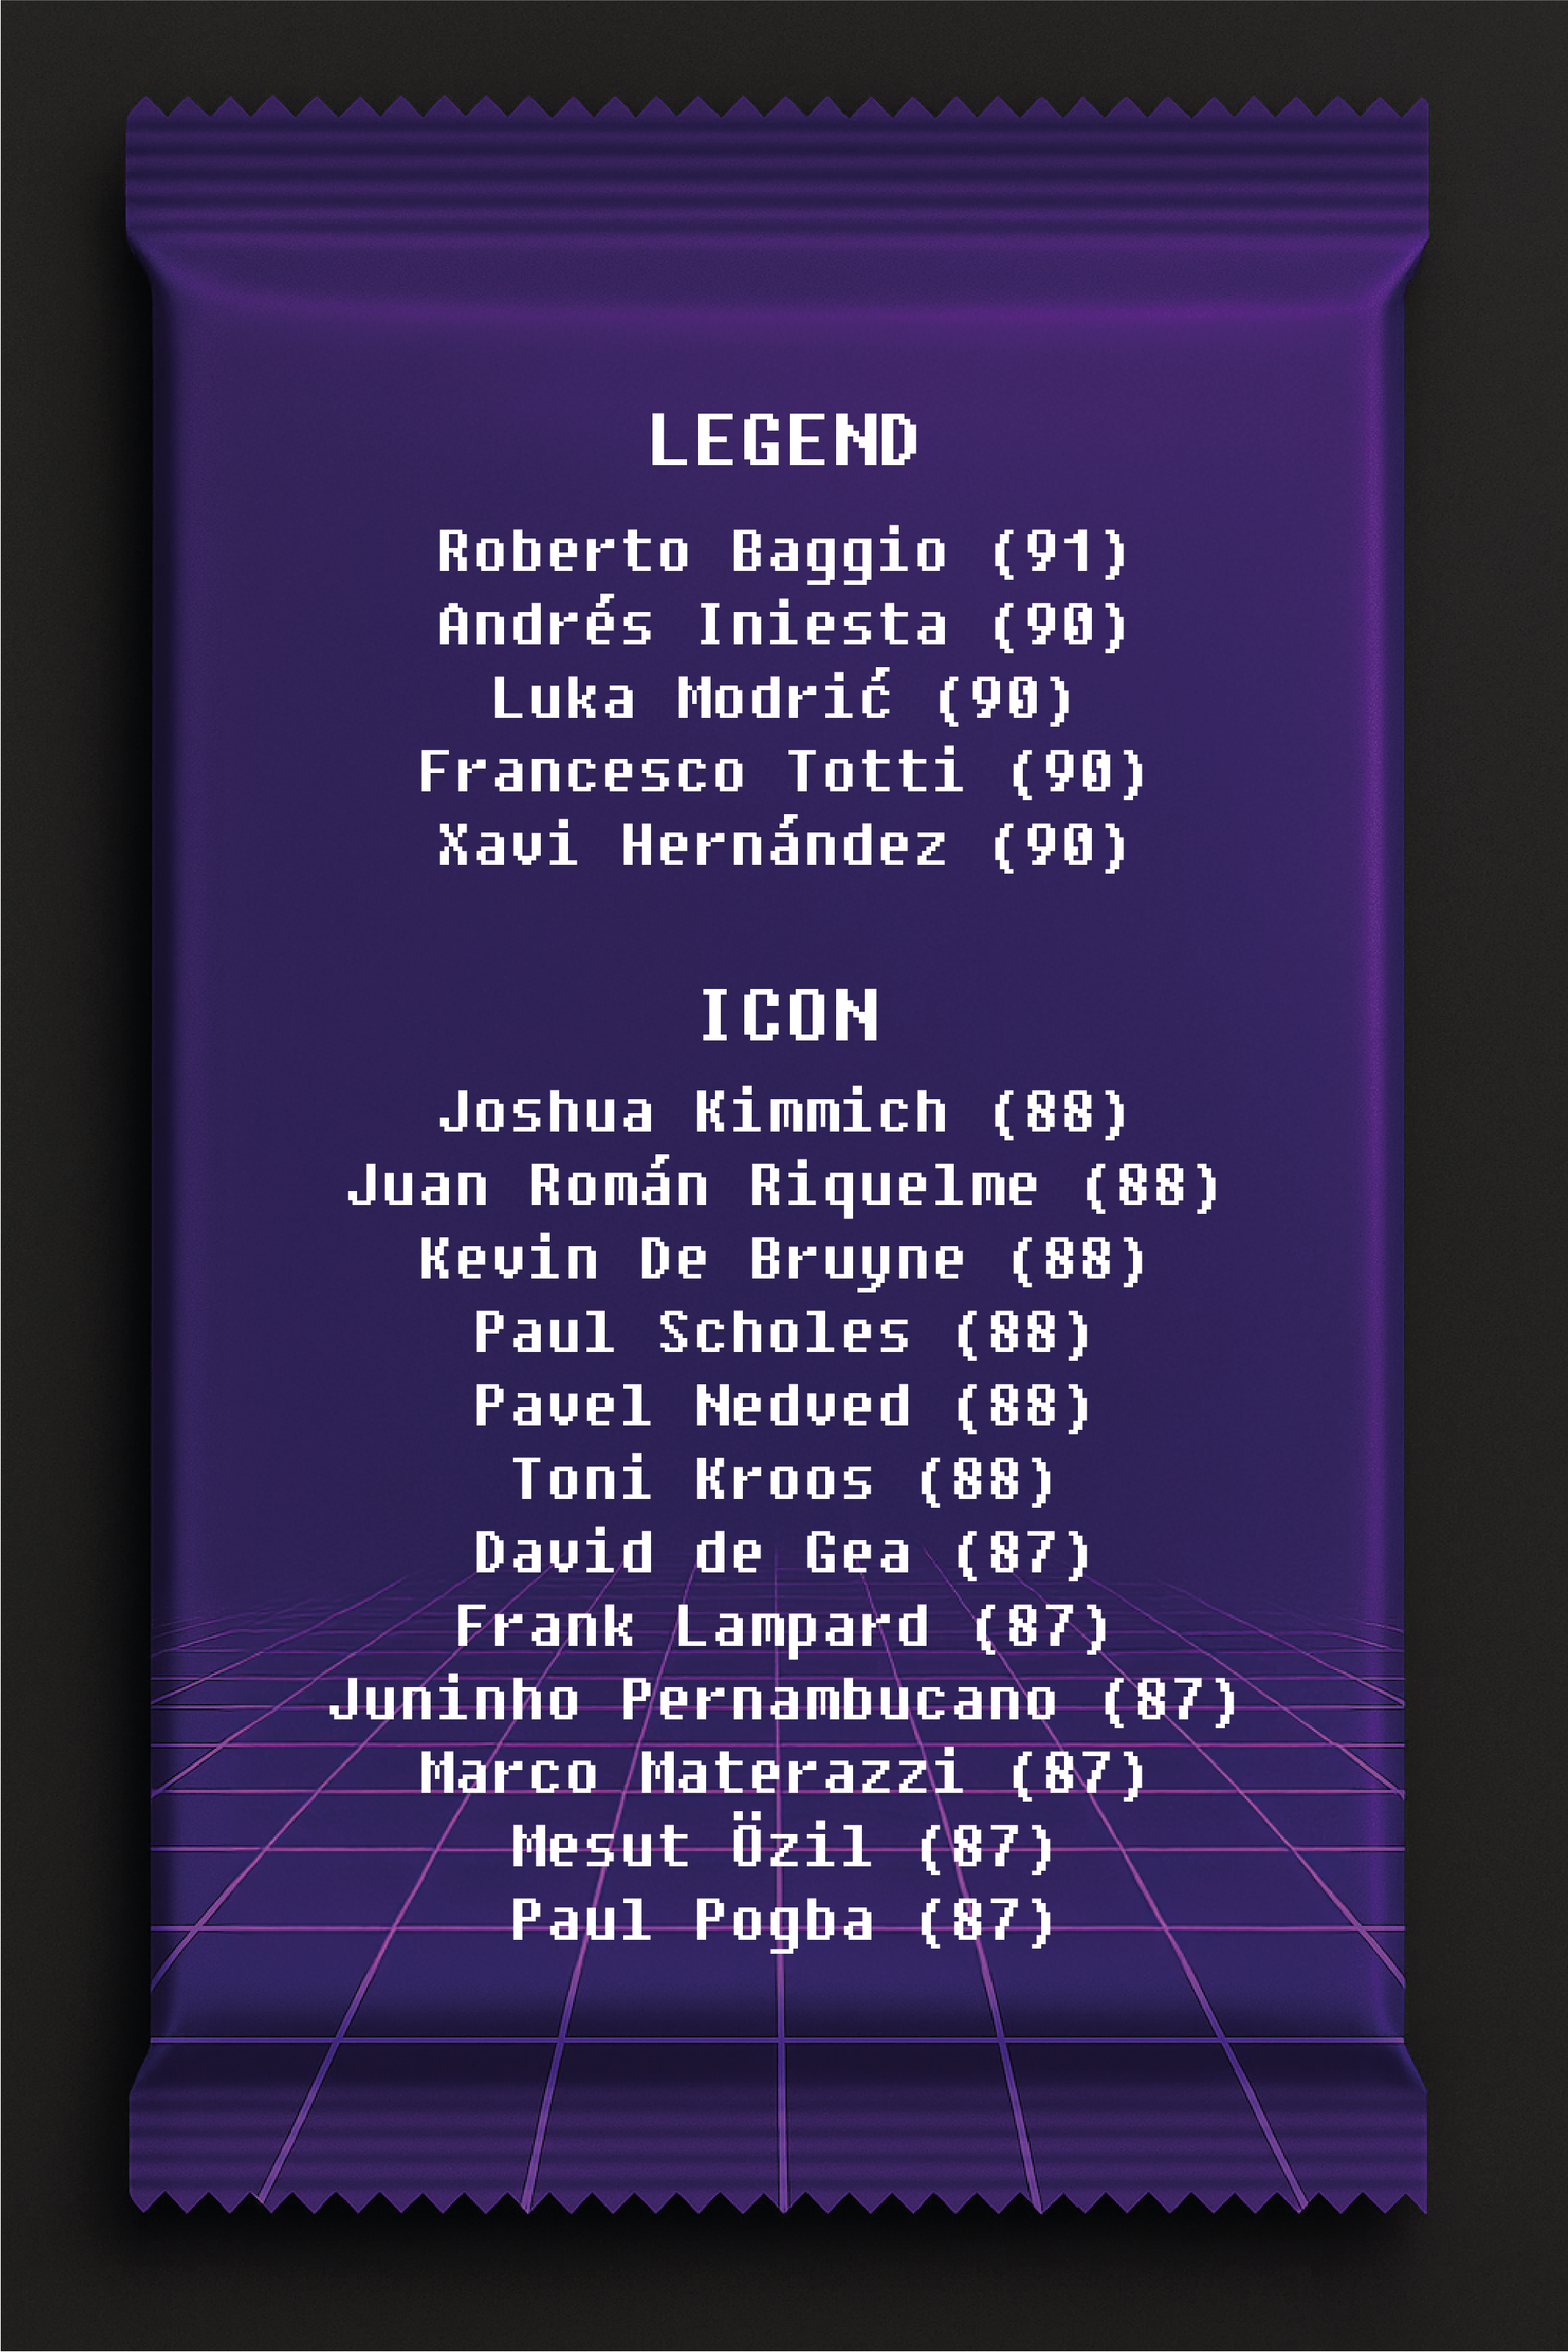 LEGEND
Roberto Baggio (91)
Andrés Iniesta (90)
Luka Modrić (90)
Francesco Totti (90)
Xavi Hernández (90)
ICON
Joshua Kimmich (88)
Juan Román Riquelme (88)
Kevin De Bruyne (88)
Paul Scholes (88)
Pavel Nedved (88)
Toni Kroos (88)
David de Gea (87)
Frank Lampard (87)
Juninho Pernambucano (87)
Marco Materazzi (87)
Mesut Özil (87)
Paul Pogba (87)